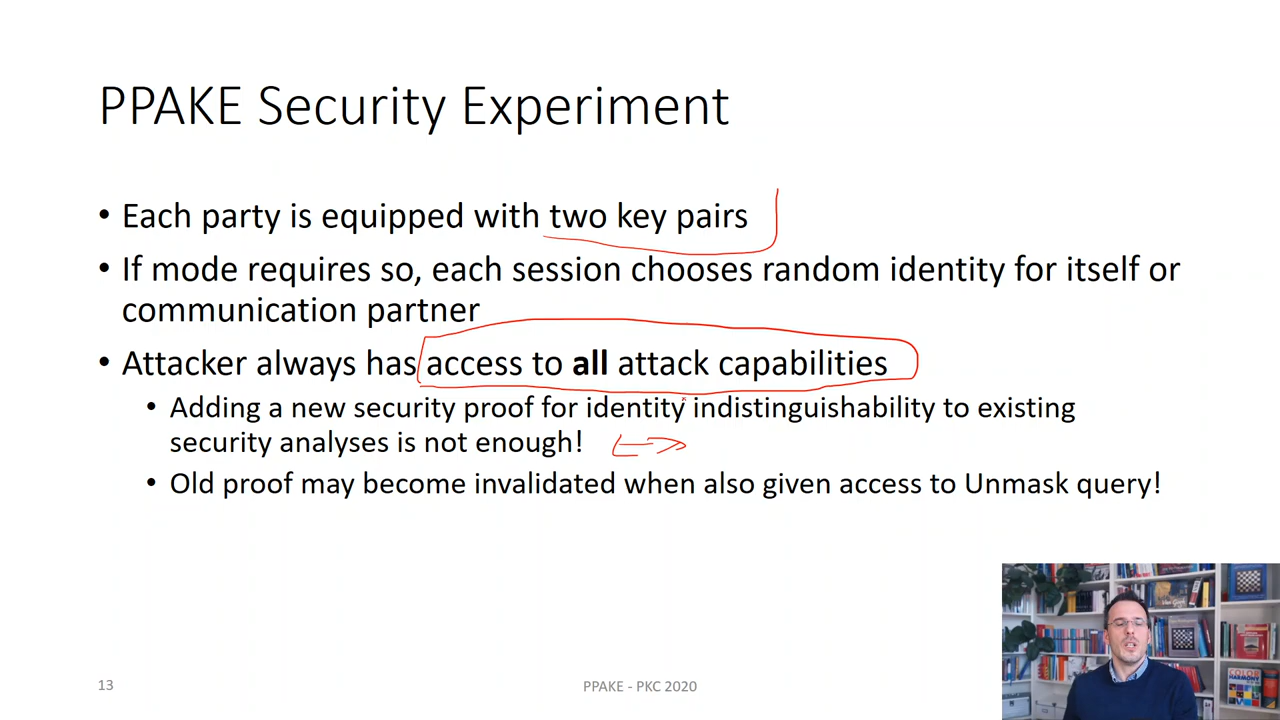 PPAKE Security Experiment
• Each party is equipped with two key pairs
• If mode requires so, each session chooses random identity for itself or
communication partner
• Attacker always has access to all attack capabilities
• Adding a new security proof for identity indistinguishability to existing
security analyses is not enough!
• Old proof may become invalidated when also given access to Unmask query!
13
PPAKE - PKC 2020
COLOR
HARMONY